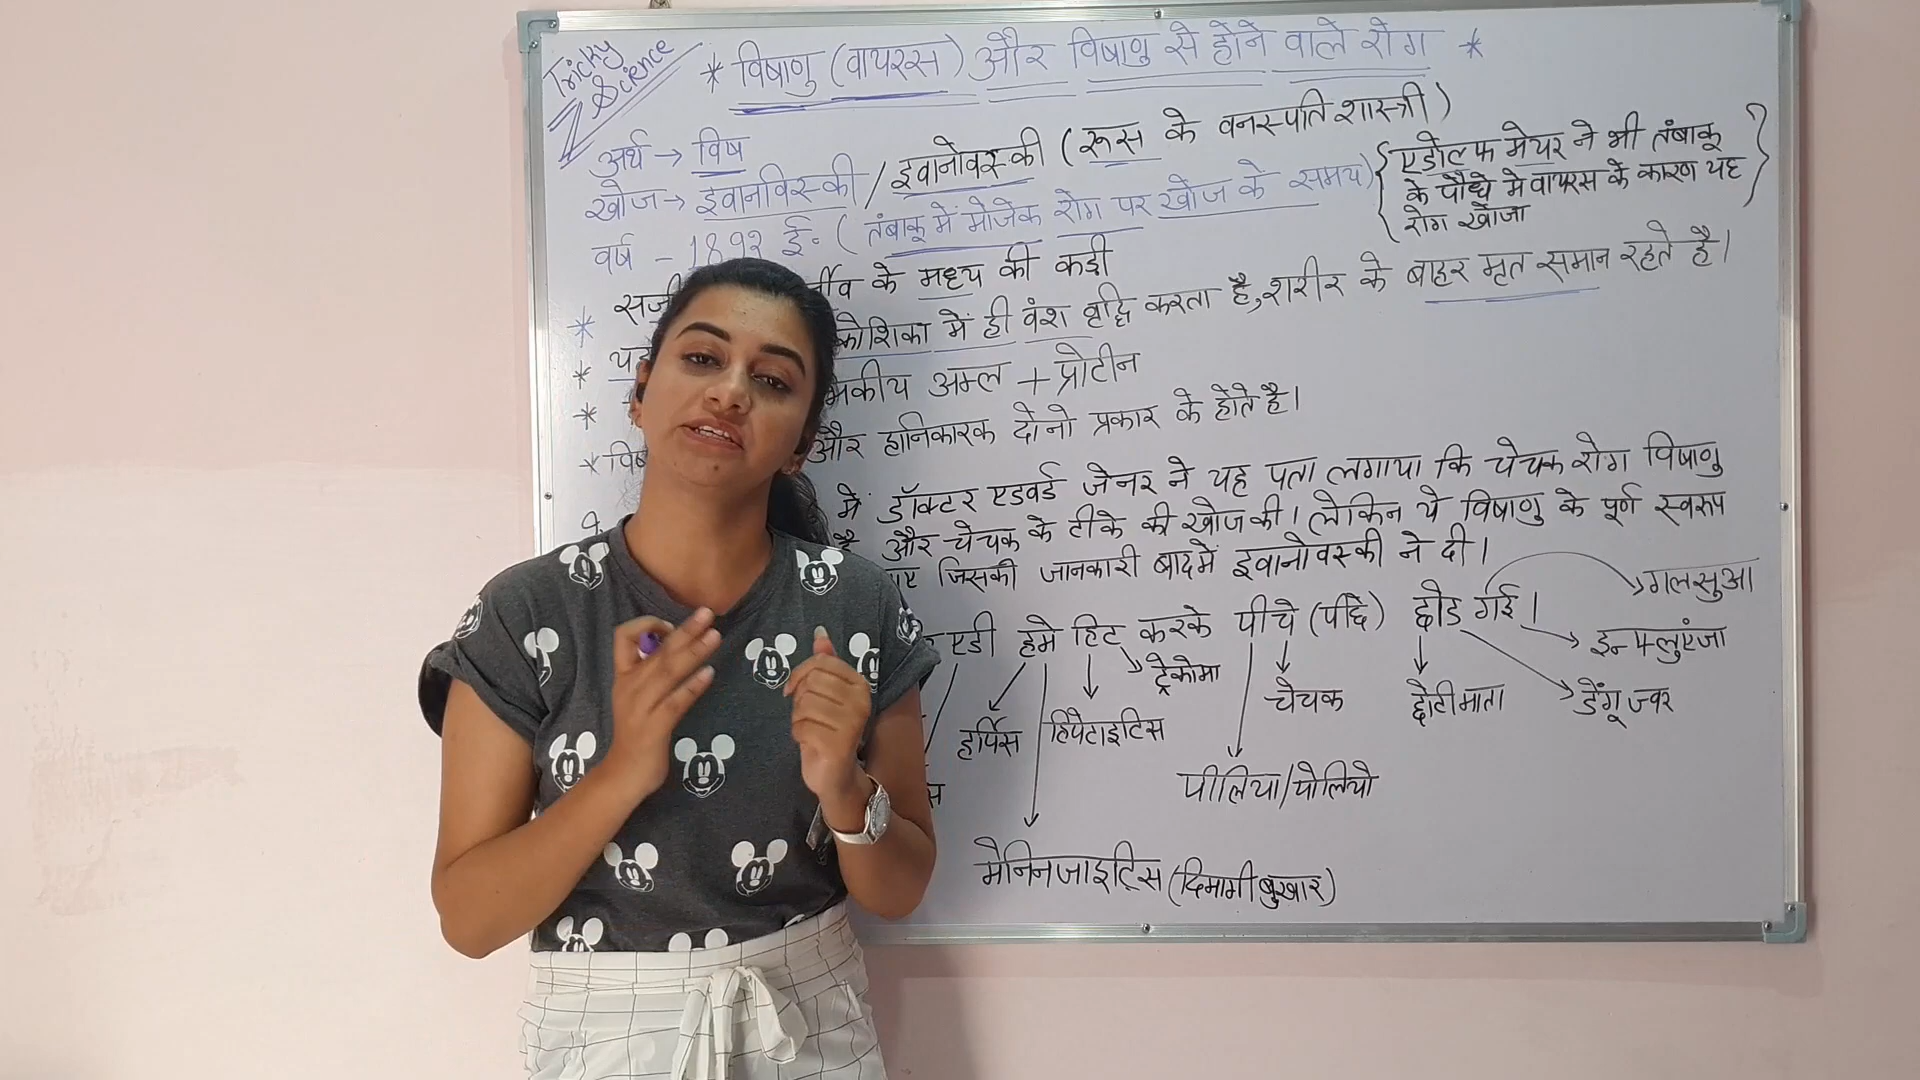 Tricky
Science
* विषाणु (वायरस) और विषाणु से होने वाले रोग *
अर्थ → विष
खोज → इवानविस्की / इवानोवस्की (रूस के वनस्पति शास्त्री)
वर्ष - 1892 ई॰ (तंबाकू में मोजेक रोग पर खोज के समय)
{एडोल्फ मेयर ने भी तंबाकू
के पौधे मे वायरस के कारण यह
रोग खोजा}
* के मध्य की कड़ी
* कोशिका में ही वंश वृद्धि करता है, शरीर के बाहर मृत समान रहते है।
* अम्ल + प्रोटीन
* और हानिकारक दोनो प्रकार के होते है।
में डॉक्टर एडवर्ड जेनर ने यह पता लगाया कि चेचक रोग विषाणु
है और चेचक के टीके की खोज की। लेकिन ये विषाणु के पूर्ण स्वरूप
जिसकी जानकारी बाद में इवानोवस्की ने दी।
एडी हमे हिट करके पीचे (पछि) छोड गई।
गलसुआ
इन्फ्लुएंजा
ट्रेकोमा
चेचक
छोटी माता
डेंगू ज्वर
हर्पिस
हिपैटाइटिस
पीलिया/पोलियो
मेनिनजाइट्सि (दिमागी बुखार)